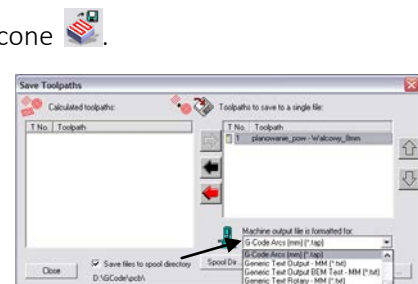 cone .
Save Toolpaths
Calculated toolpaths:
Toolpaths to save to a single file:
T No. Toolpath
T No. Toolpath
1 planowanie_pow - Walcowy_8mm
Machine output file is formatted for:
G-Code Arcs (mm) (*.tap)
G-Code Arcs (mm) (*.tap)
Generic Text Output - MM (*.txt)
Generic Text Output BEM Test - MM (*.txt)
Generic Text Rotary - MM (*.txt)
Save files to spool directory
Spool Dir...
Close
D:\GCode\pcb\